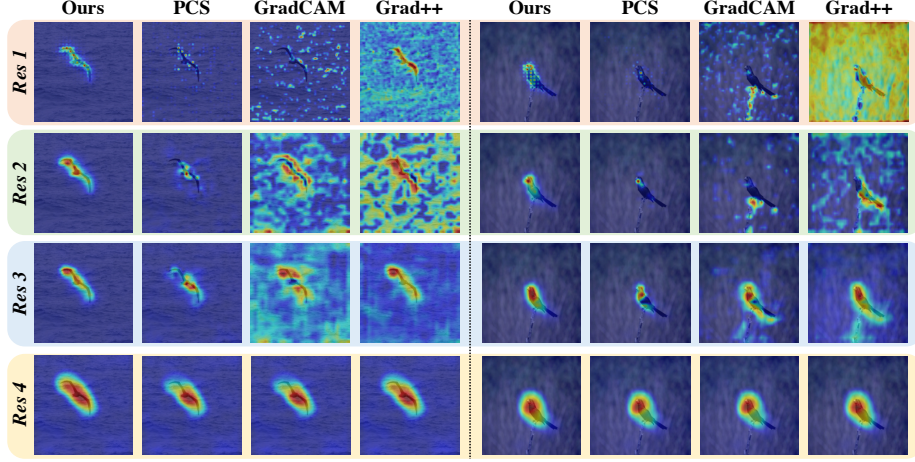 Ours PCS GradCAM Grad++ Ours PCS GradCAM Grad++
Res 1
Res 2
Res 3
Res 4